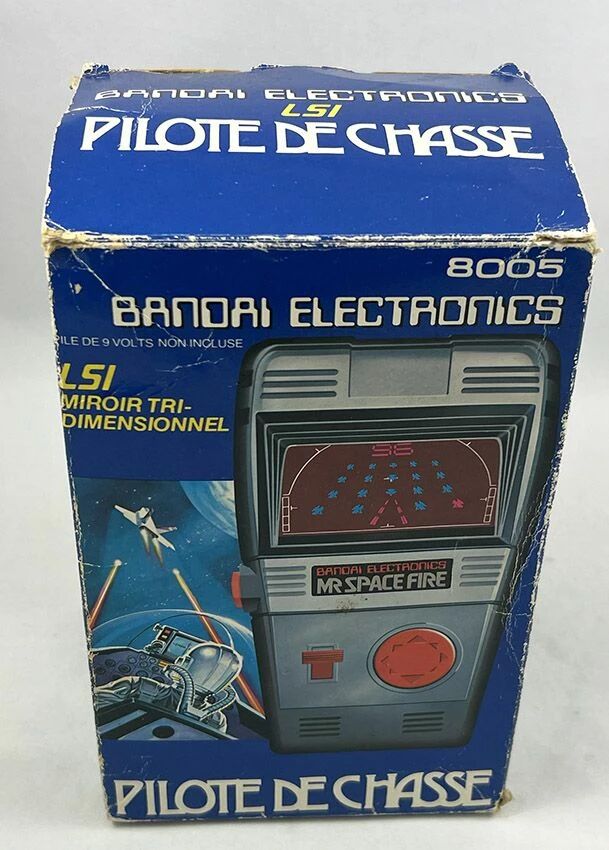 BANDAI ELECTRONICS
LSI
PILOTE DE CHASSE
8005
BANDAI ELECTRONICS
PILE DE 9 VOLTS NON INCLUSE
LSI
MIROIR TRI-
DIMENSIONNEL
96
BANDAI ELECTRONICS
MR SPACE FIRE
PILOTE DE CHASSE